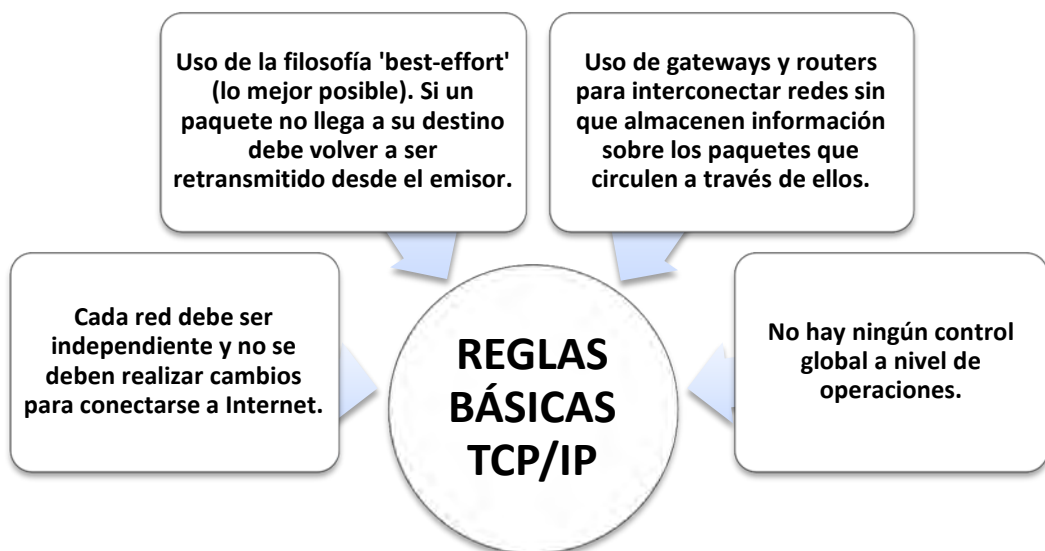 Uso de la filosofía 'best-effort'
(lo mejor posible). Si un
paquete no llega a su destino
debe volver a ser
retransmitido desde el emisor.
Uso de gateways y routers
para interconectar redes sin
que almacenen información
sobre los paquetes que
circulen a través de ellos.
Cada red debe ser
independiente y no se
deben realizar cambios
para conectarse a Internet.
REGLAS
BÁSICAS
TCP/IP
No hay ningún control
global a nivel de
operaciones.